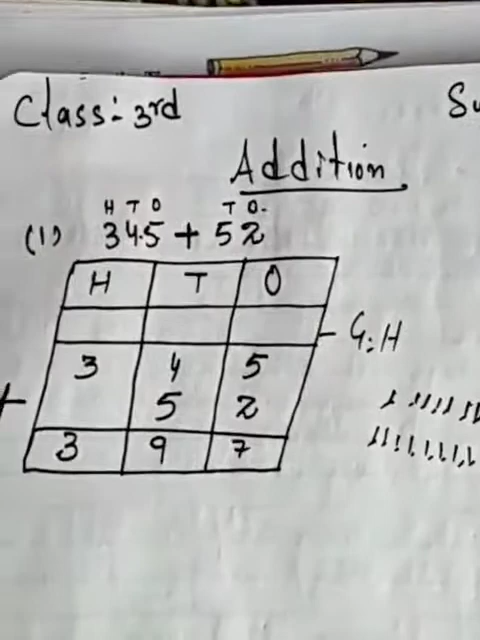 Class:- 3rd
Addition
H T O T O
(1) 345 + 52
H T O
G:H
3 4 5
+ 5 2
3 9 7